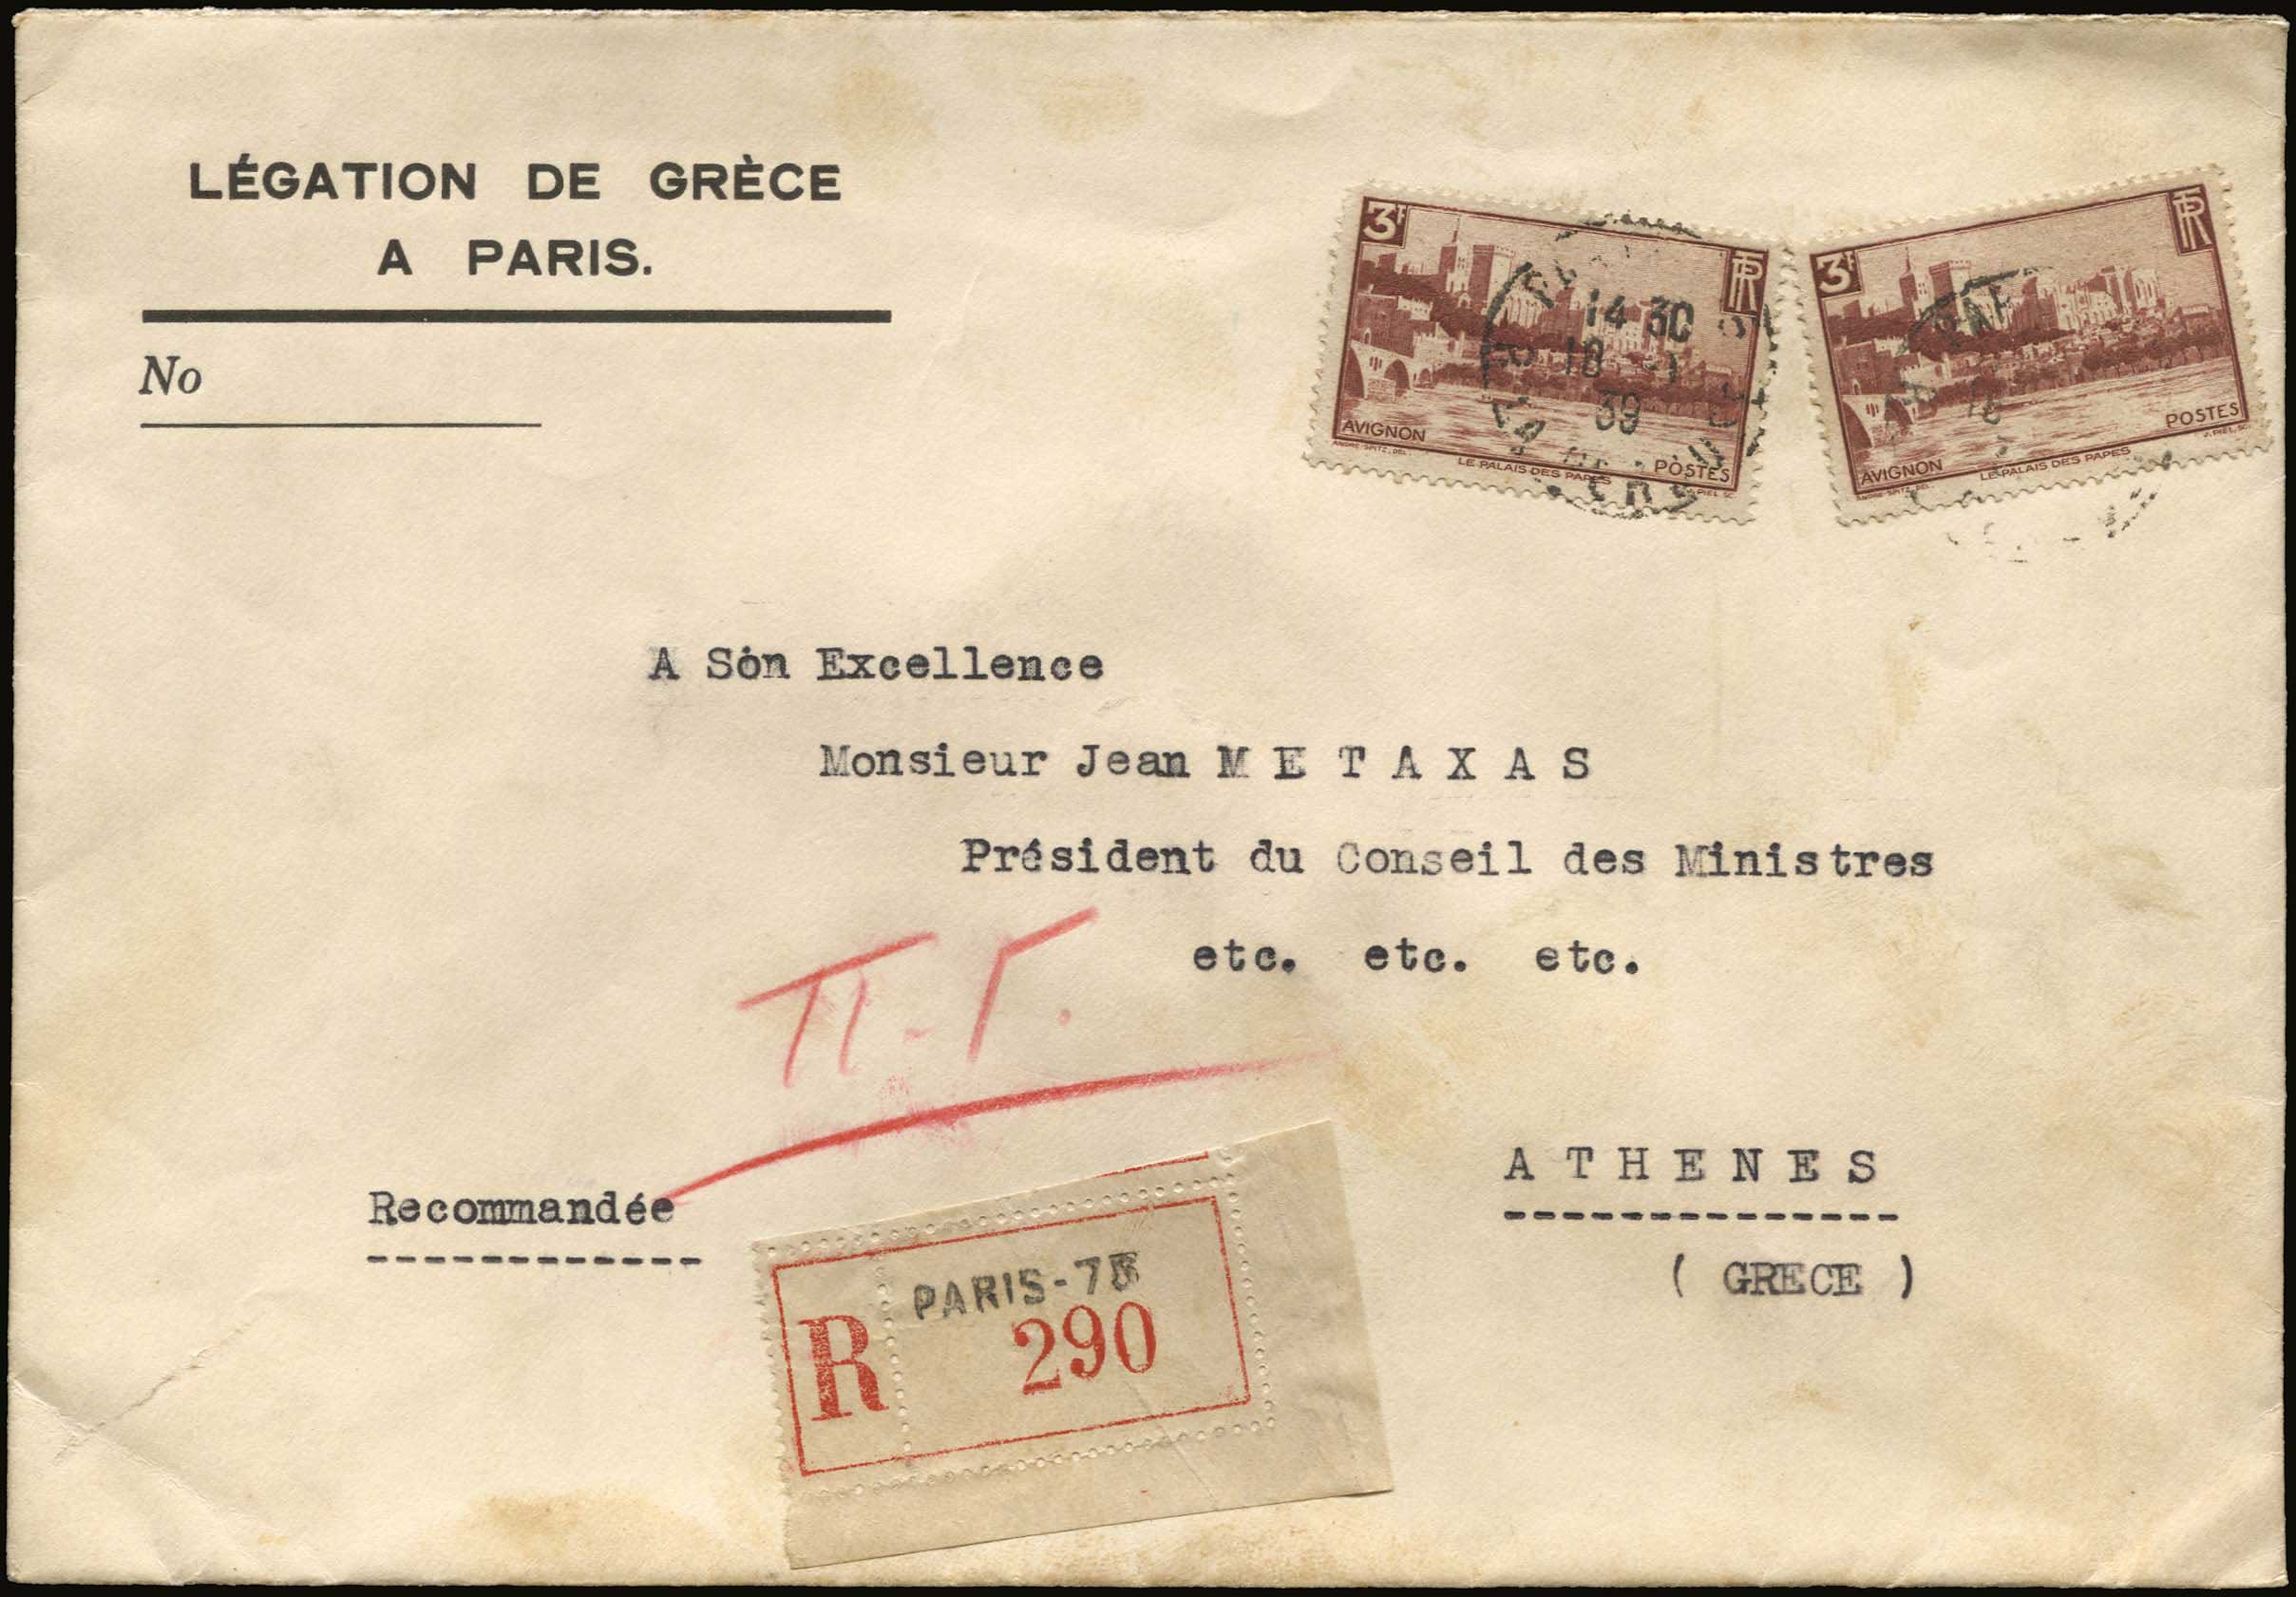 LÉGATION DE GRÈCE
A PARIS.
No
3F
RF
AVIGNON
LE PALAIS DES PAPES
POSTES
14 30
18
39
3F
RF
AVIGNON
LE PALAIS DES PAPES
POSTES
A Son Excellence
Monsieur Jean M E T A X A S
Président du Conseil des Ministres
etc. etc. etc.
Π-Γ.
A T H E N E S
( GRECE )
Recommandée
PARIS-
R
290